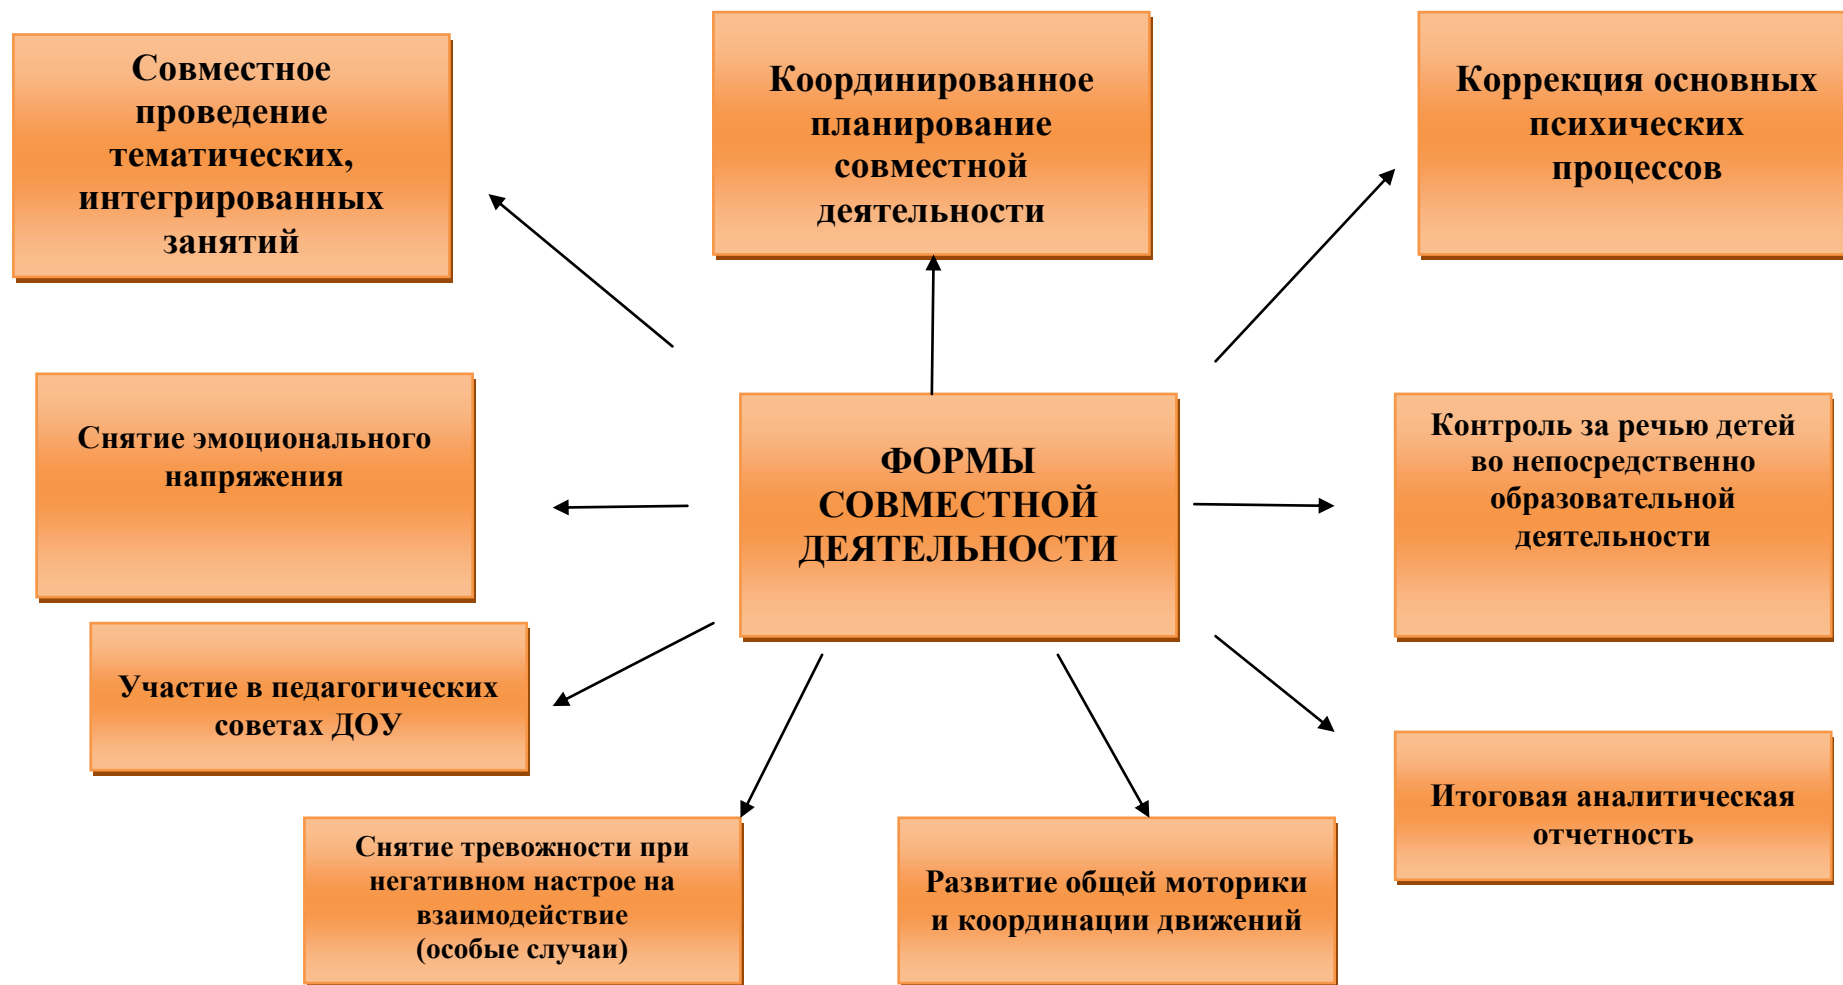 Совместное
проведение
тематических,
интегрированных
занятий
Координированное
планирование
совместной
деятельности
Коррекция основных
психических
процессов
Снятие эмоционального
напряжения
ФОРМЫ
СОВМЕСТНОЙ
ДЕЯТЕЛЬНОСТИ
Контроль за речью детей
во непосредственно
образовательной
деятельности
Участие в педагогических
советах ДОУ
Итоговая аналитическая
отчетность
Снятие тревожности при
негативном настрое на
взаимодействие
(особые случаи)
Развитие общей моторики
и координации движений